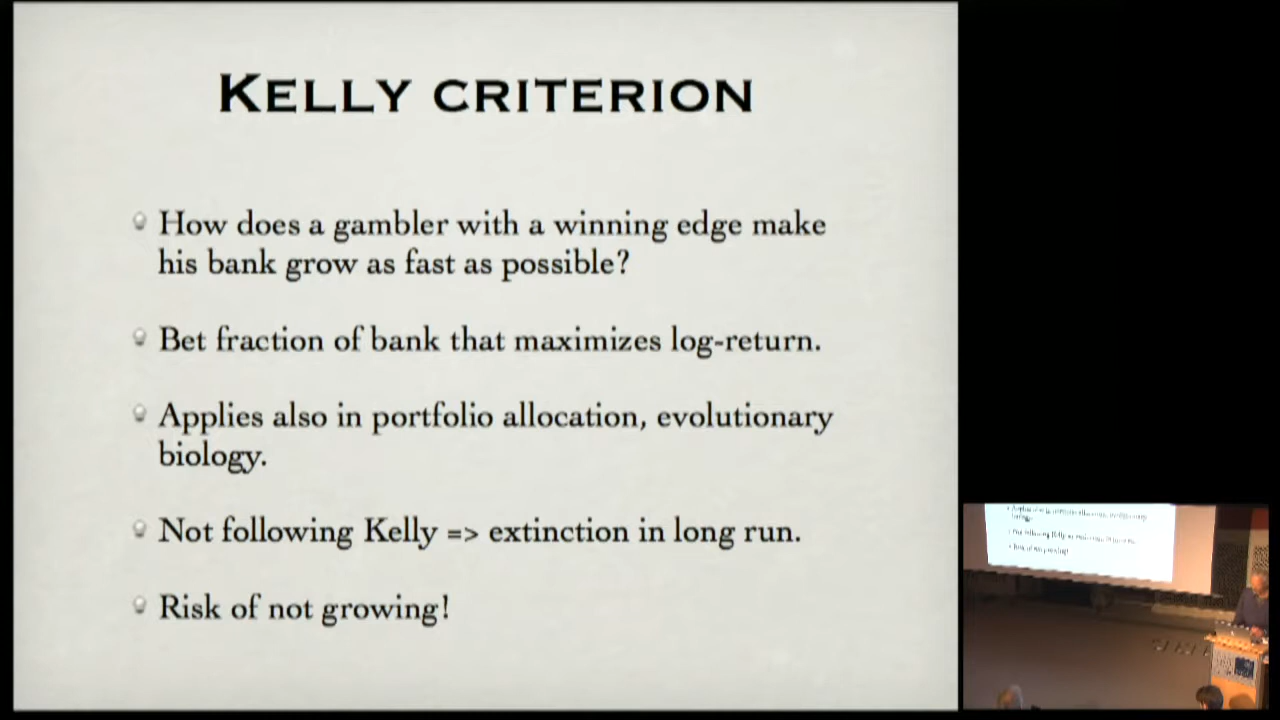 KELLY CRITERION
How does a gambler with a winning edge make
his bank grow as fast as possible?
Bet fraction of bank that maximizes log-return.
Applies also in portfolio allocation, evolutionary
biology.
Not following Kelly => extinction in long run.
Risk of not growing!